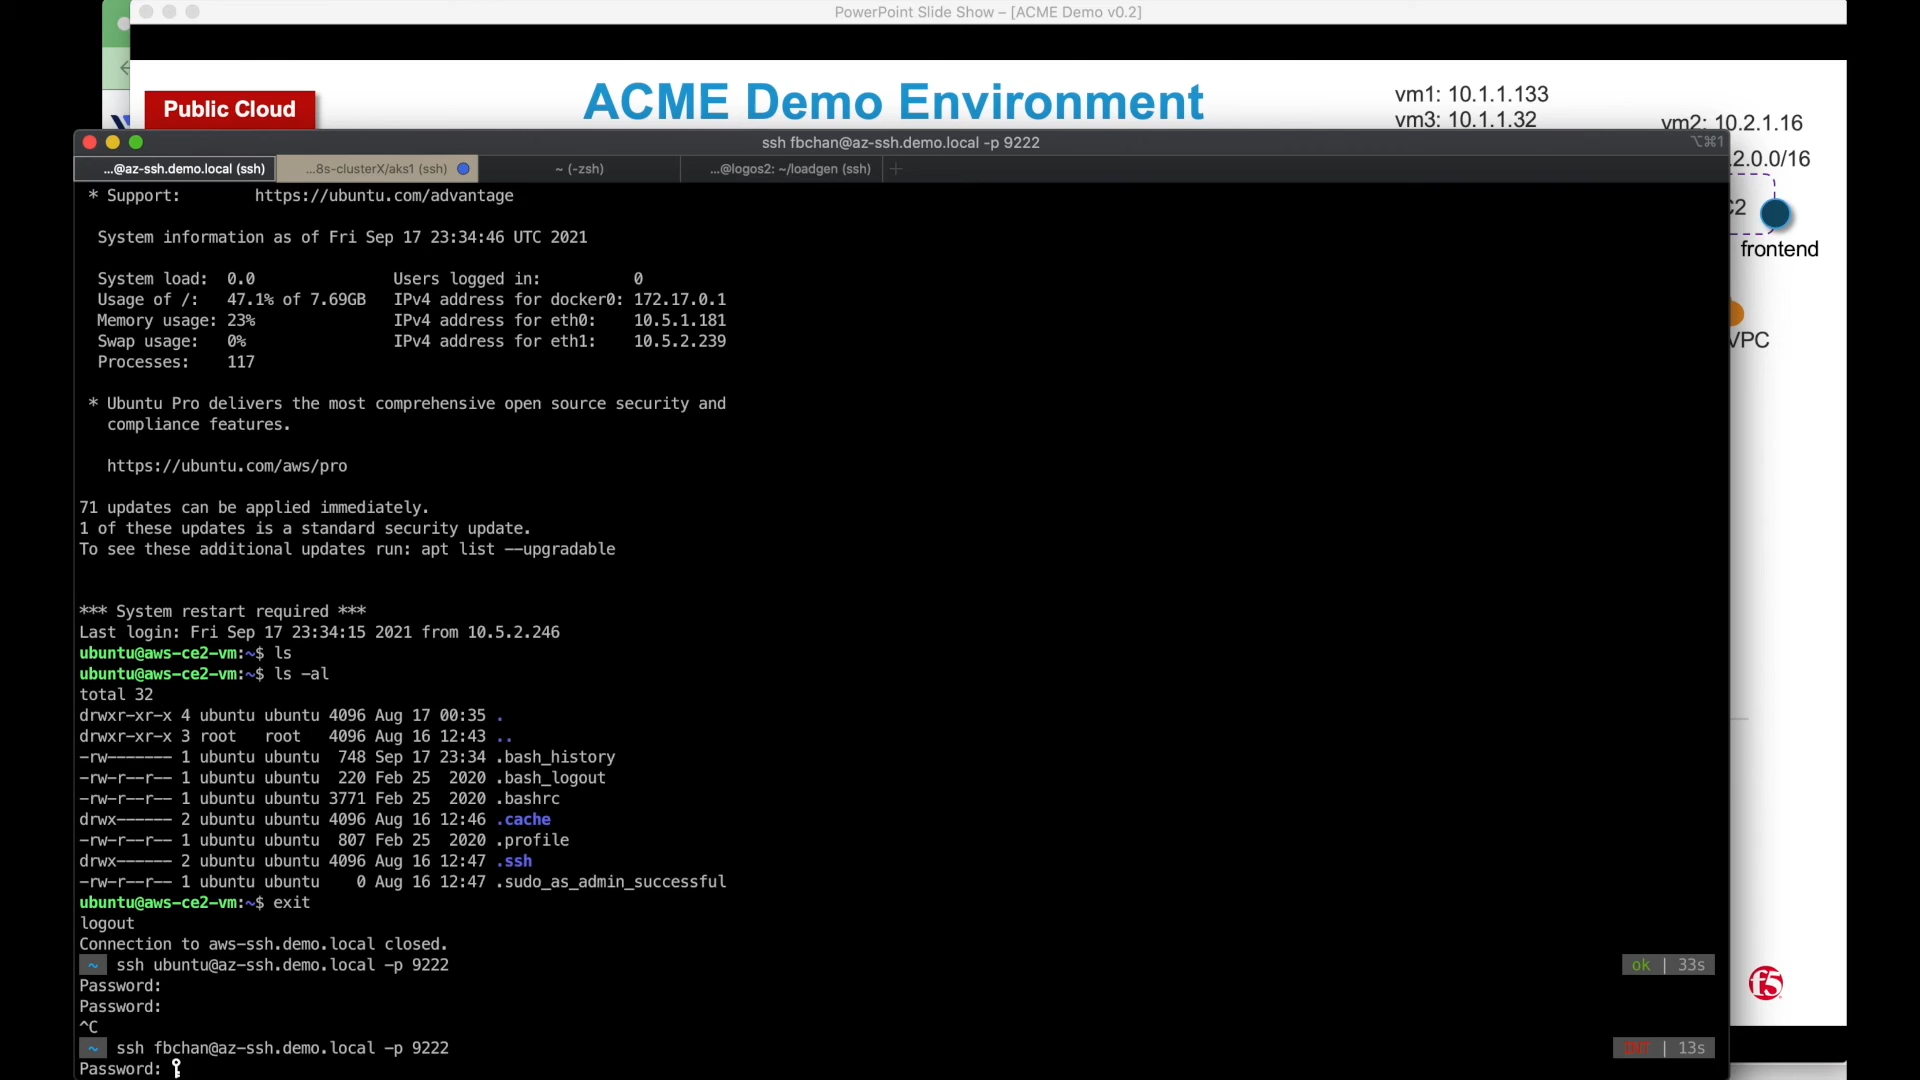 PowerPoint Slide Show – [ACME Demo v0.2]
Public Cloud
ACME Demo Environment
vm1: 10.1.1.133
vm3: 10.1.1.32
vm2: 10.2.1.16
.2.0.0/16
frontend
VPC
ssh fbchan@az-ssh.demo.local -p 9222
⌥⌘1
...@az-ssh.demo.local (ssh)
...8s-clusterX/aks1 (ssh)
~ (-zsh)
...@logos2: ~/loadgen (ssh)
* Support:        https://ubuntu.com/advantage
System information as of Fri Sep 17 23:34:46 UTC 2021
System load:  0.0               Users logged in:          0
Usage of /:   47.1% of 7.69GB   IPv4 address for docker0: 172.17.0.1
Memory usage: 23%               IPv4 address for eth0:    10.5.1.181
Swap usage:   0%                IPv4 address for eth1:    10.5.2.239
Processes:    117
* Ubuntu Pro delivers the most comprehensive open source security and
compliance features.
https://ubuntu.com/aws/pro
71 updates can be applied immediately.
1 of these updates is a standard security update.
To see these additional updates run: apt list --upgradable
*** System restart required ***
Last login: Fri Sep 17 23:34:15 2021 from 10.5.2.246
ubuntu@aws-ce2-vm:~$ ls
ubuntu@aws-ce2-vm:~$ ls -al
total 32
drwxr-xr-x 4 ubuntu ubuntu 4096 Aug 17 00:35 .
drwxr-xr-x 3 root   root   4096 Aug 16 12:43 ..
-rw------- 1 ubuntu ubuntu  748 Sep 17 23:34 .bash_history
-rw-r--r-- 1 ubuntu ubuntu  220 Feb 25  2020 .bash_logout
-rw-r--r-- 1 ubuntu ubuntu 3771 Feb 25  2020 .bashrc
drwx------ 2 ubuntu ubuntu 4096 Aug 16 12:46 .cache
-rw-r--r-- 1 ubuntu ubuntu  807 Feb 25  2020 .profile
drwx------ 2 ubuntu ubuntu 4096 Aug 16 12:47 .ssh
-rw-r--r-- 1 ubuntu ubuntu    0 Aug 16 12:47 .sudo_as_admin_successful
ubuntu@aws-ce2-vm:~$ exit
logout
Connection to aws-ssh.demo.local closed.
~ ssh ubuntu@az-ssh.demo.local -p 9222
ok | 33s
Password:
Password:
^C
~ ssh fbchan@az-ssh.demo.local -p 9222
INT | 13s
Password:
f5